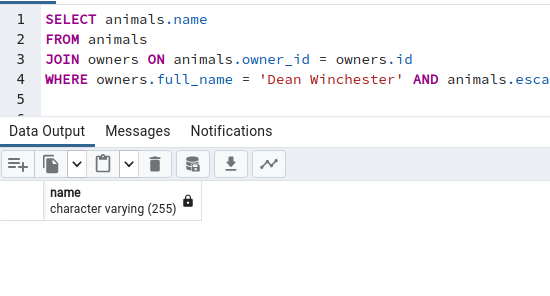 1 SELECT animals.name
2 FROM animals
3 JOIN owners ON animals.owner_id = owners.id
4 WHERE owners.full_name = 'Dean Winchester' AND animals.esca
5
Data Output Messages Notifications
name
character varying (255)